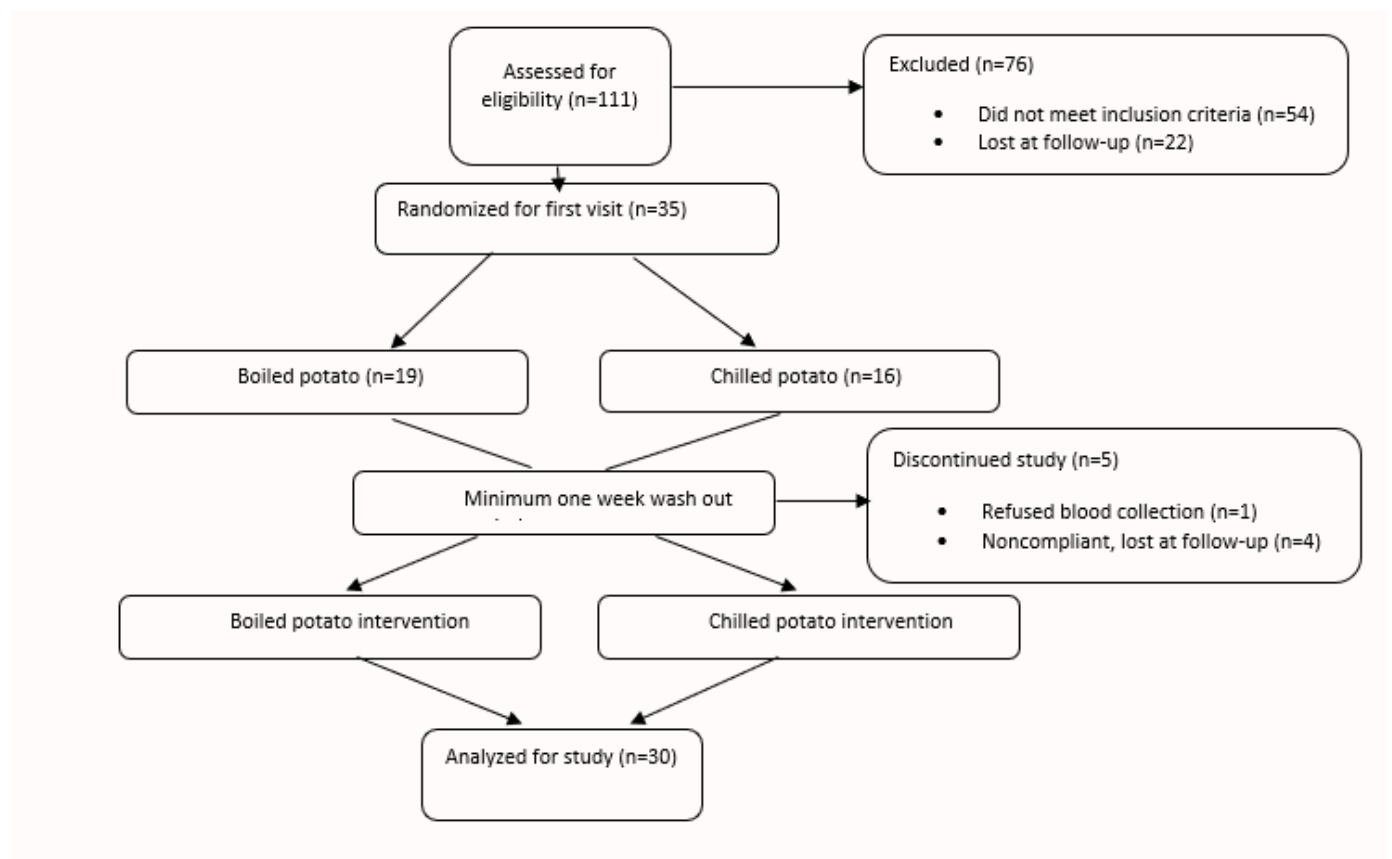 Assessed for
eligibility (n=111)
Excluded (n=76)
• Did not meet inclusion criteria (n=54)
• Lost at follow-up (n=22)
Randomized for first visit (n=35)
Boiled potato (n=19)
Chilled potato (n=16)
Minimum one week wash out
Discontinued study (n=5)
• Refused blood collection (n=1)
• Noncompliant, lost at follow-up (n=4)
Boiled potato intervention
Chilled potato intervention
Analyzed for study (n=30)